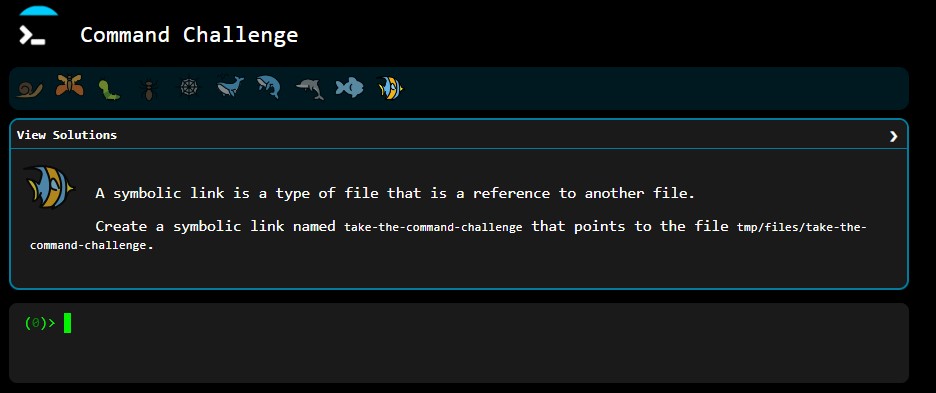 Command Challenge
View Solutions
A symbolic link is a type of file that is a reference to another file.
Create a symbolic link named take-the-command-challenge that points to the file tmp/files/take-the-
command-challenge.
(0)>